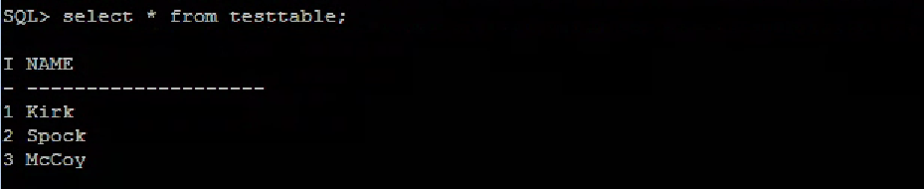 SQL> select * from testtable;
I NAME
- --------------------
1 Kirk
2 Spock
3 McCoy